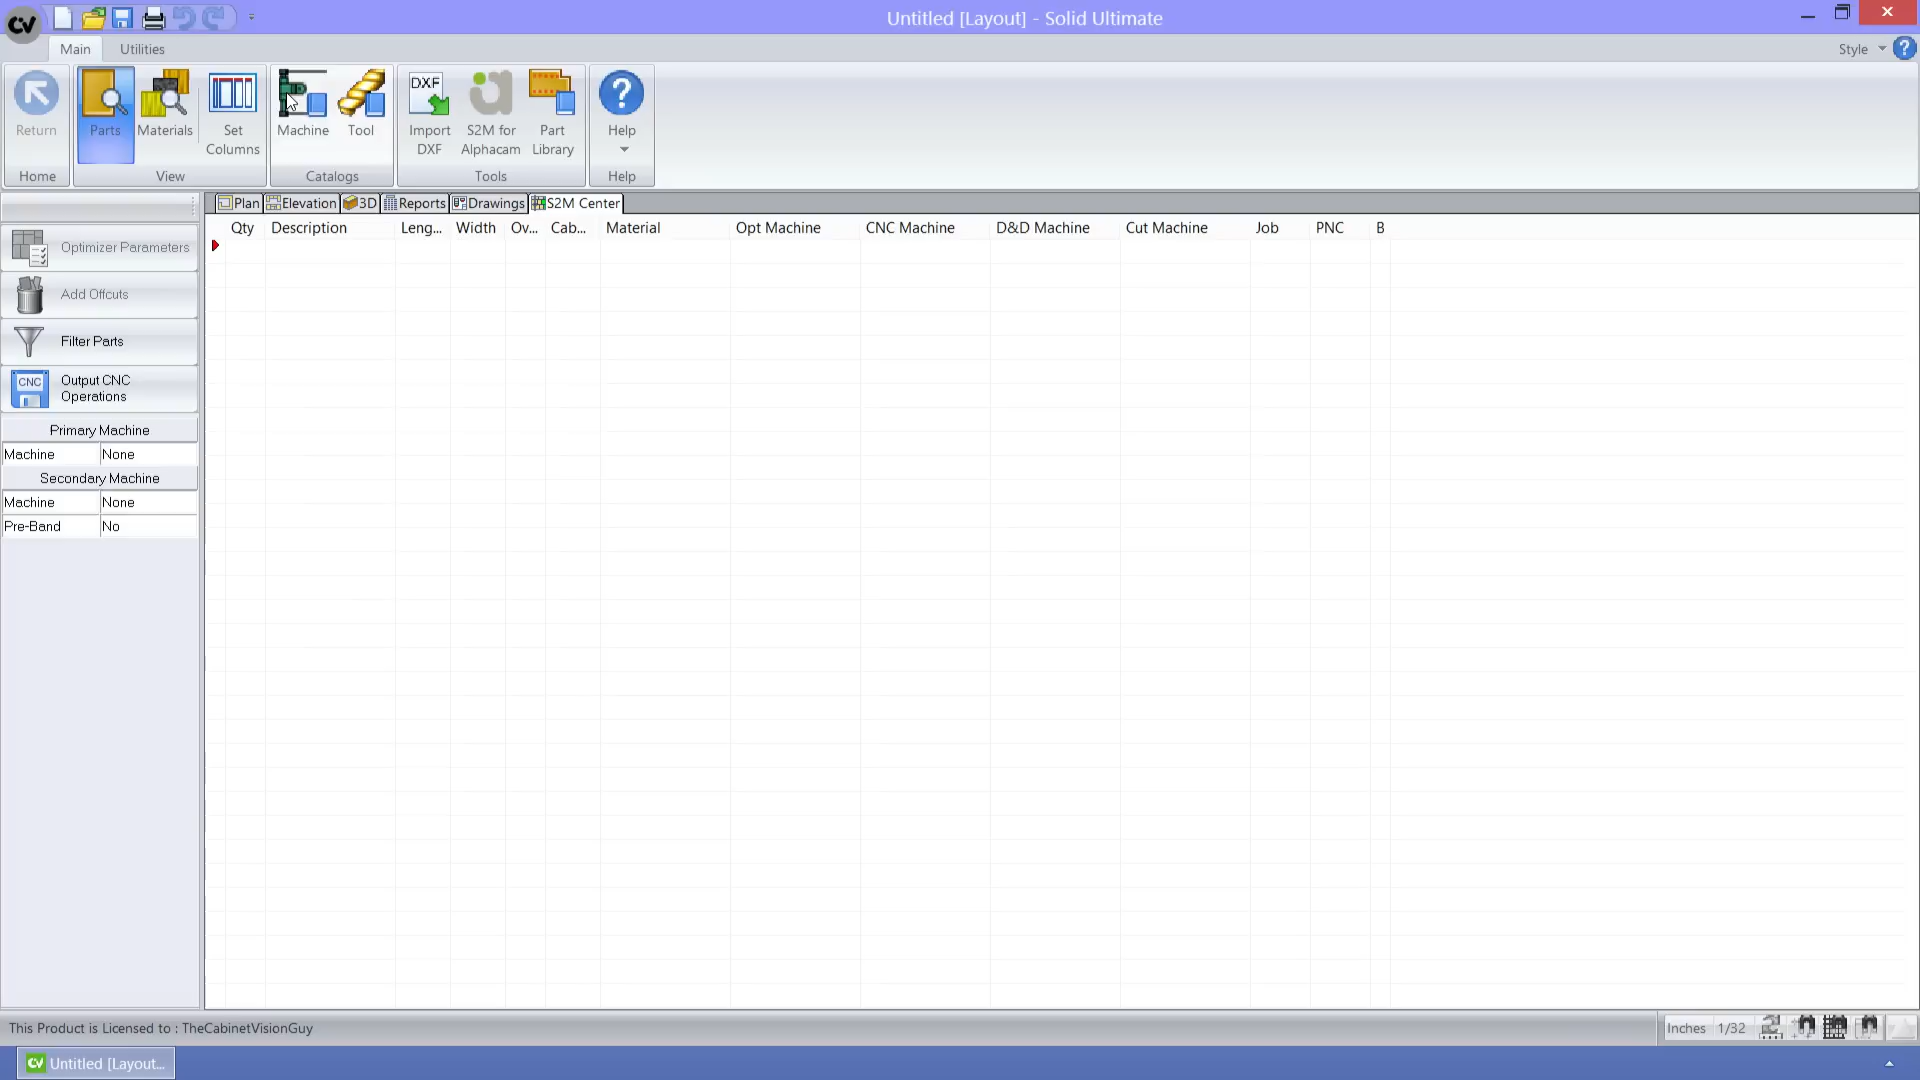 CV
Untitled [Layout] - Solid Ultimate
Main
Utilities
Style
?
Return
Parts
Materials
Set
Columns
Machine
Tool
DXF
Import
DXF
S2M for
Alphacam
Part
Library
?
Help
Home
View
Catalogs
Tools
Help
Plan
Elevation
3D
Reports
Drawings
S2M Center
Qty
Description
Leng...
Width
Ov...
Cab...
Material
Opt Machine
CNC Machine
D&D Machine
Cut Machine
Job
PNC
B
Optimizer Parameters
Add Offcuts
Filter Parts
CNC
Output CNC
Operations
Primary Machine
Machine None
Secondary Machine
Machine None
Pre-Band No
This Product is Licensed to : TheCabinetVisionGuy
Inches 1/32
CV Untitled [Layout...